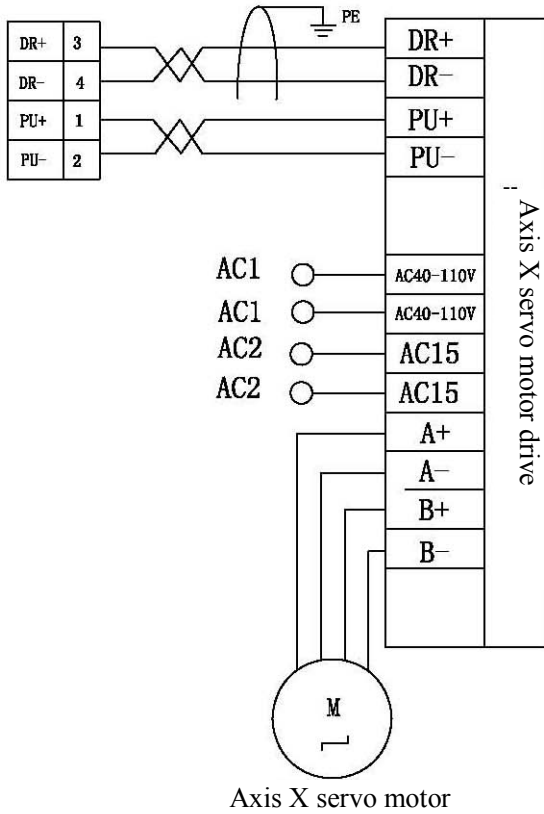 PE
DR+ 3
DR- 4
PU+ 1
PU- 2
DR+
DR-
PU+
PU-
AC1 AC40-110V
AC1 AC40-110V
AC2 AC15
AC2 AC15
A+
A-
B+
B-
Axis X servo motor drive
M
Axis X servo motor